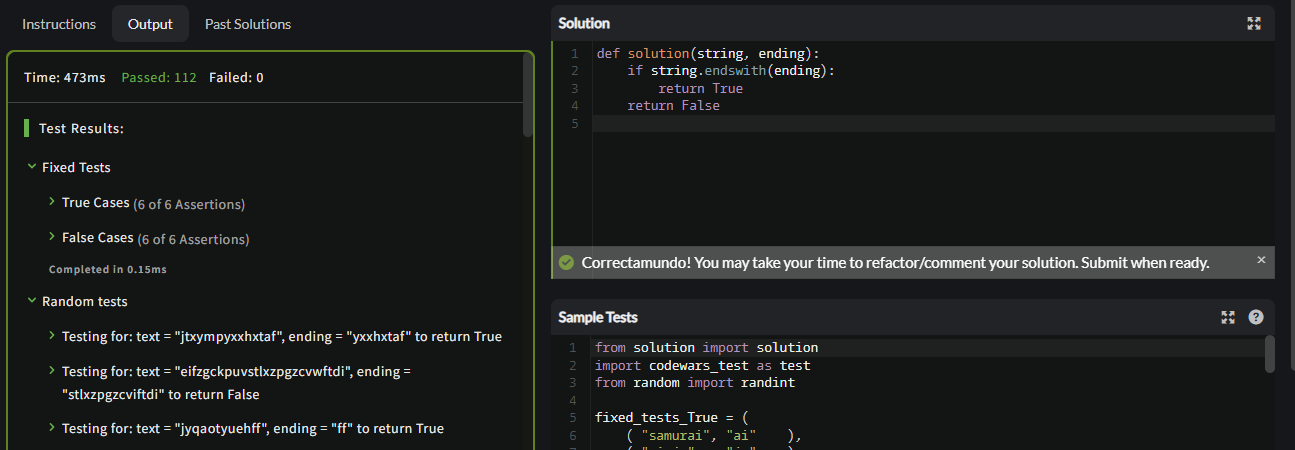 Instructions
Output
Past Solutions
Time: 473ms Passed: 112 Failed: 0
Test Results:
Fixed Tests
True Cases (6 of 6 Assertions)
False Cases (6 of 6 Assertions)
Completed in 0.15ms
Random tests
Testing for: text = "jtxympyxxhxtaf", ending = "yxxhxtaf" to return True
Testing for: text = "eifzgckpuvstlxzpgzcvwftdi", ending =
"stlxzpgzcviftdi" to return False
Testing for: text = "jyqaotyuehff", ending = "ff" to return True
Solution
1 def solution(string, ending):
2     if string.endswith(ending):
3         return True
4     return False
5
Correctamundo! You may take your time to refactor/comment your solution. Submit when ready.
Sample Tests
1 from solution import solution
2 import codewars_test as test
3 from random import randint
4
5 fixed_tests_True = (
6     ( "samurai", "ai"    ),